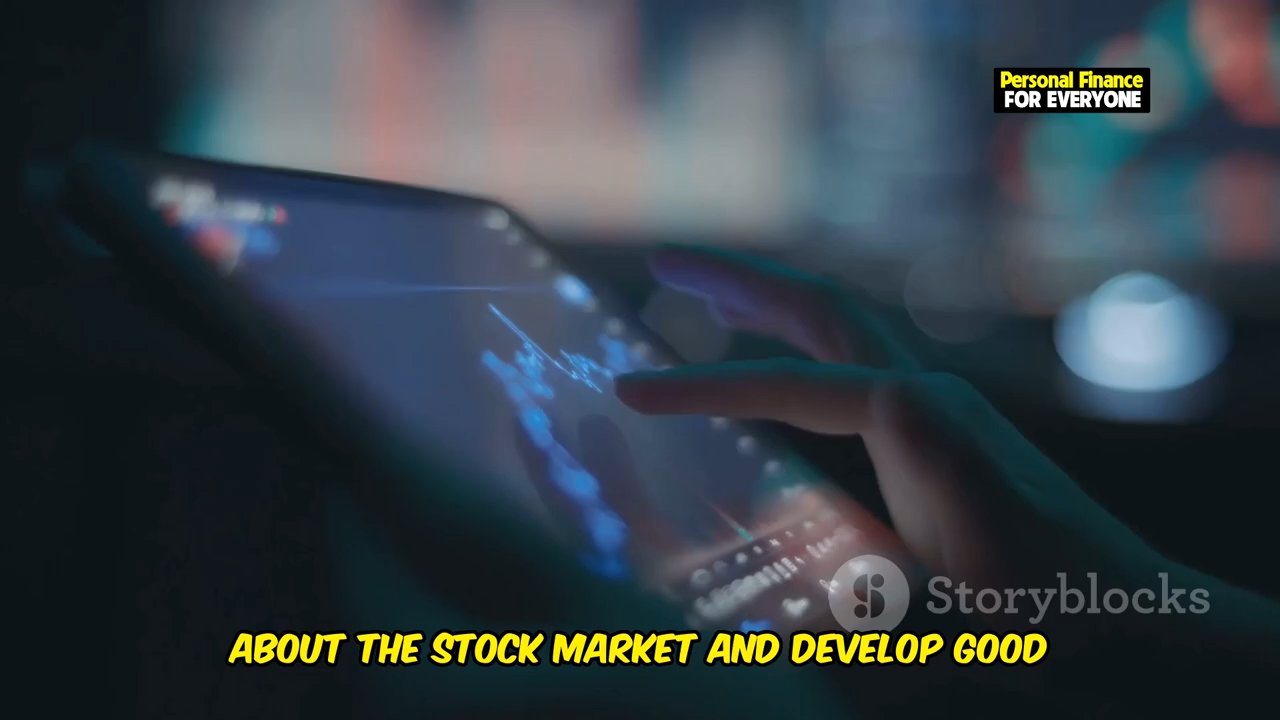 Personal Finance
FOR EVERYONE
Storyblocks
ABOUT THE STOCK MARKET AND DEVELOP GOOD